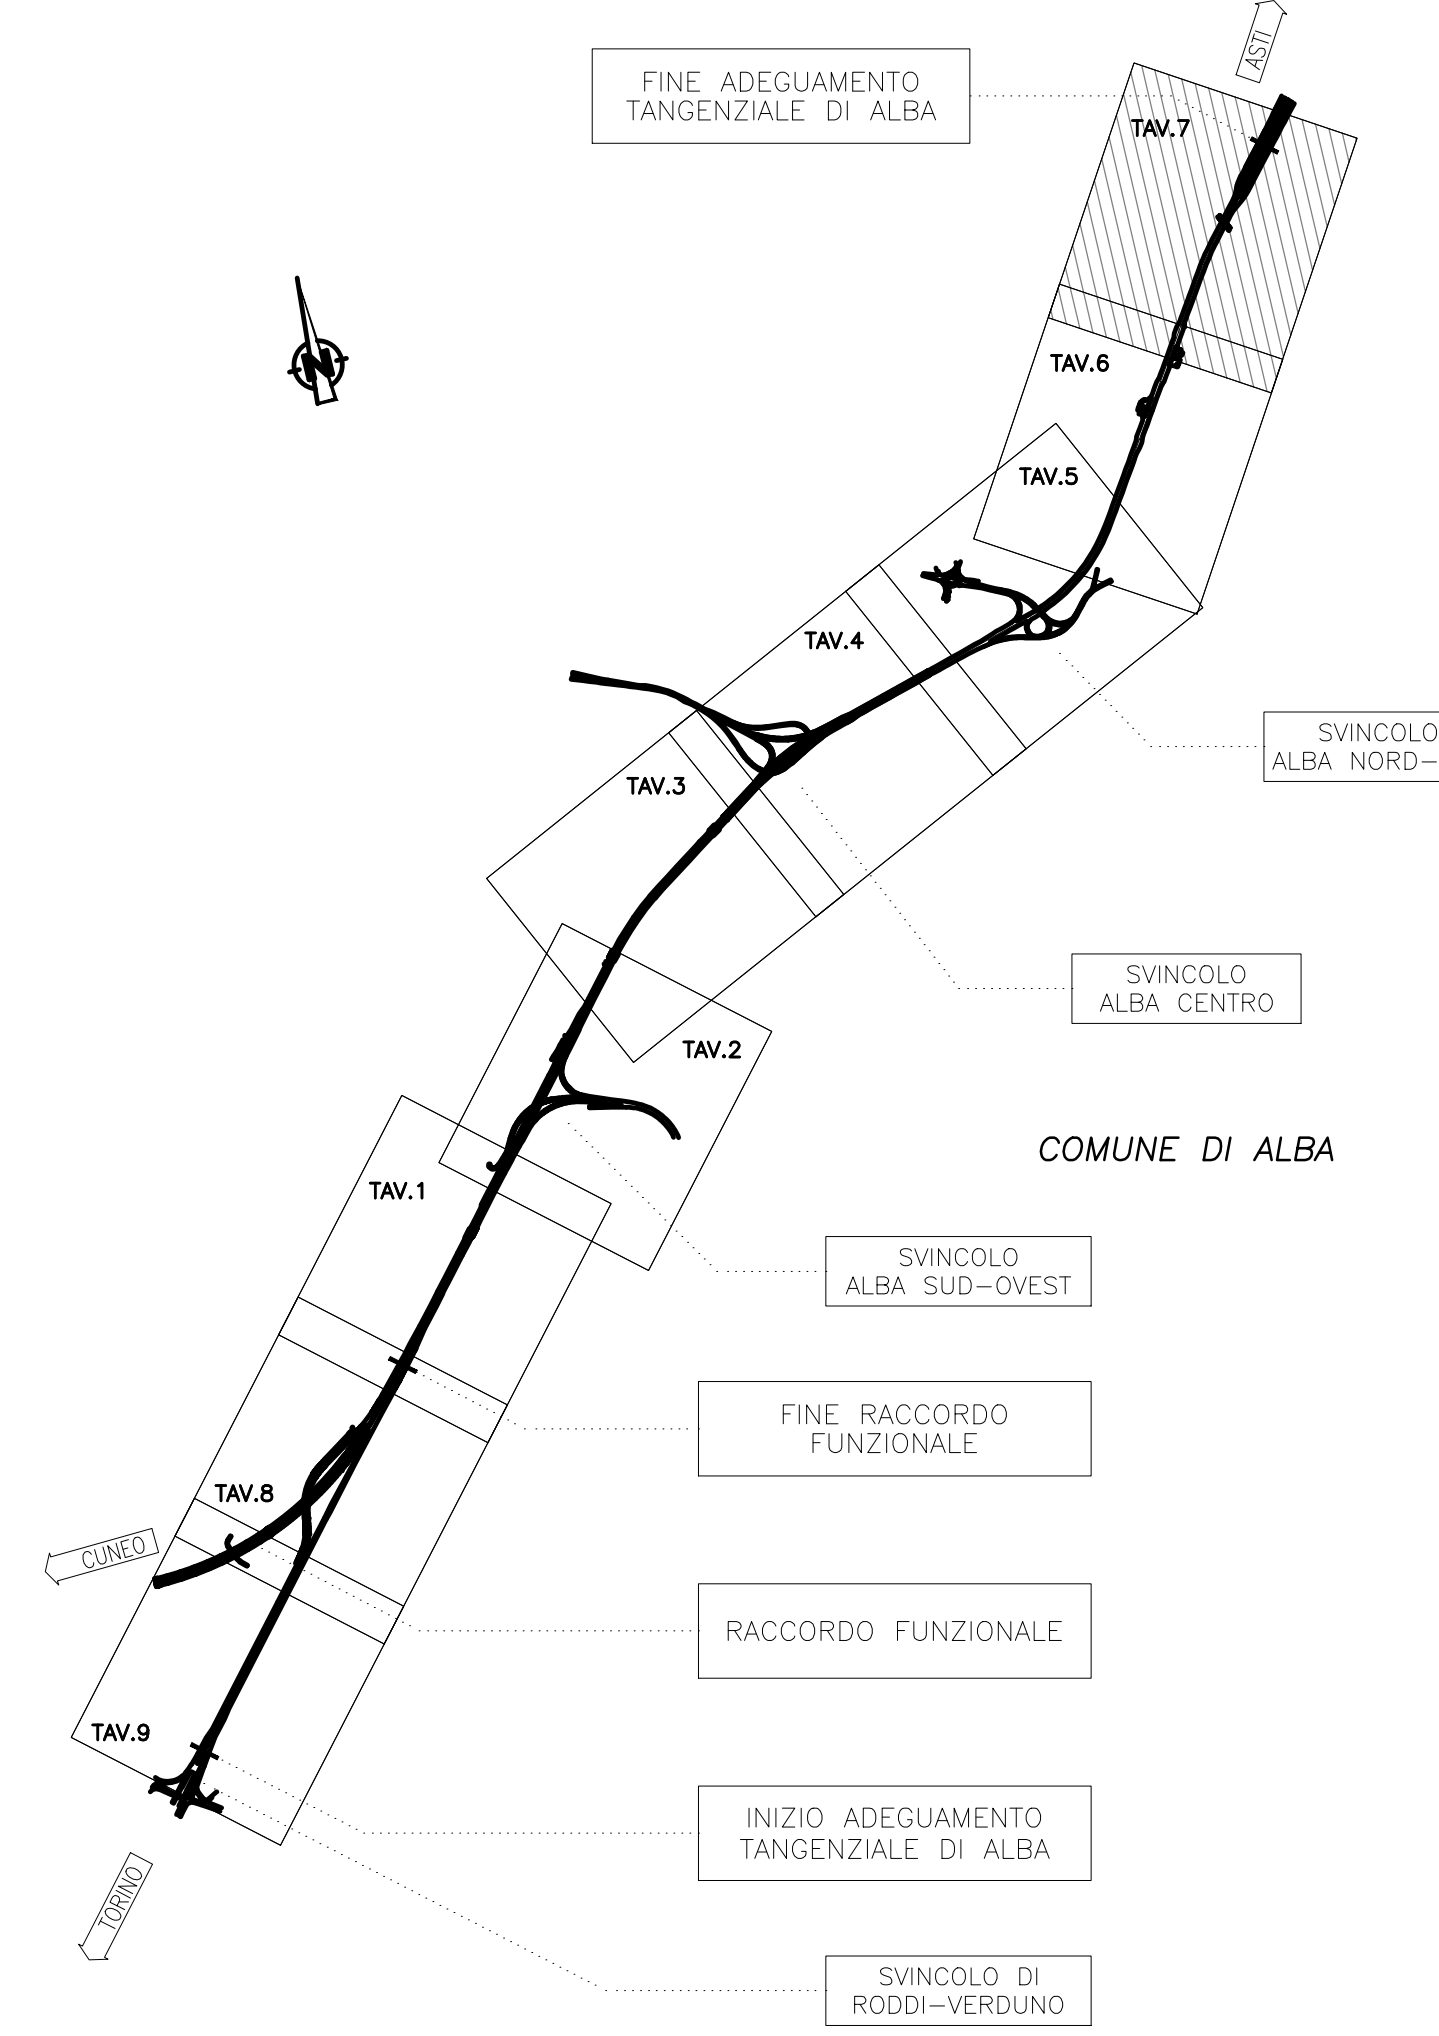 ASTI
FINE ADEGUAMENTO
TANGENZIALE DI ALBA
TAV.7
N
TAV.6
TAV.5
TAV.4
SVINCOLO
ALBA NORD-
TAV.3
SVINCOLO
ALBA CENTRO
TAV.2
COMUNE DI ALBA
TAV.1
SVINCOLO
ALBA SUD-OVEST
FINE RACCORDO
FUNZIONALE
TAV.8
CUNEO
RACCORDO FUNZIONALE
TAV.9
INIZIO ADEGUAMENTO
TANGENZIALE DI ALBA
TORINO
SVINCOLO DI
RODDI-VERDUNO